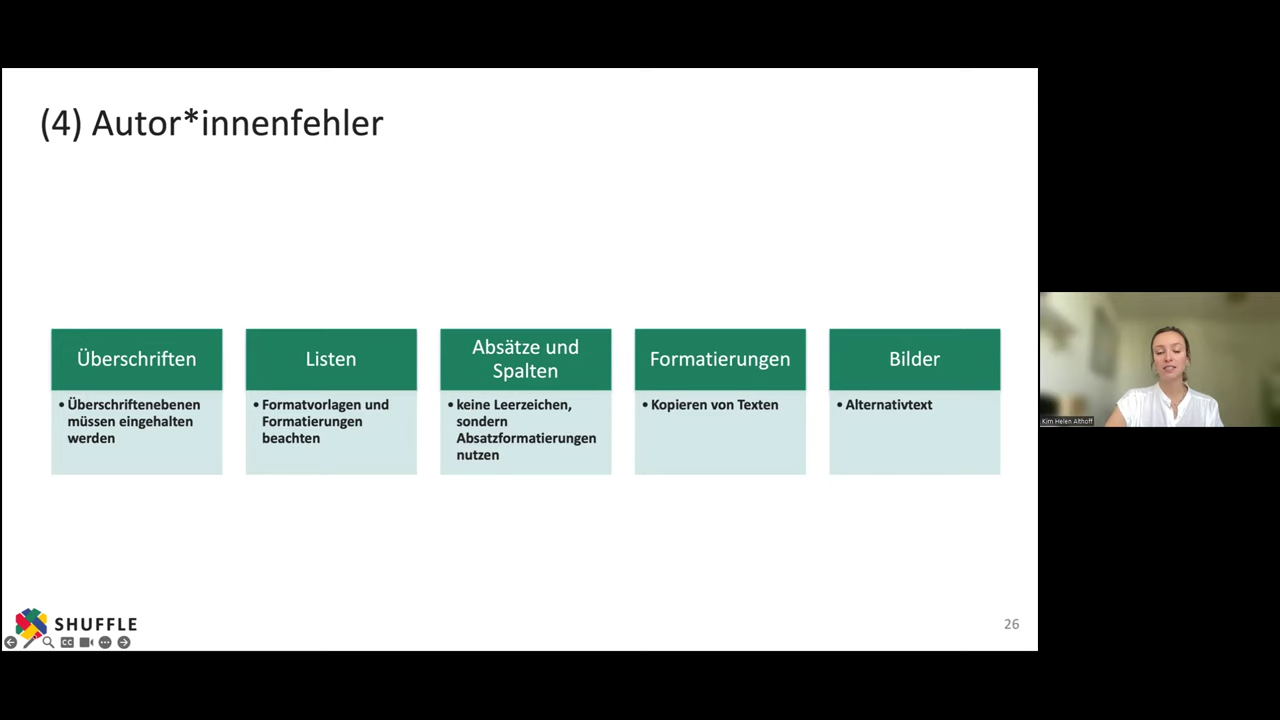 (4) Autor*innenfehler
Überschriften
• Überschriftenebenen
müssen eingehalten
werden
Listen
• Formatvorlagen und
Formatierungen
beachten
Absätze und
Spalten
• keine Leerzeichen,
sondern
Absatzformatierungen
nutzen
Formatierungen
• Kopieren von Texten
Bilder
• Alternativtext
Kim Helen Althoff
SHUFFLE
26
CC